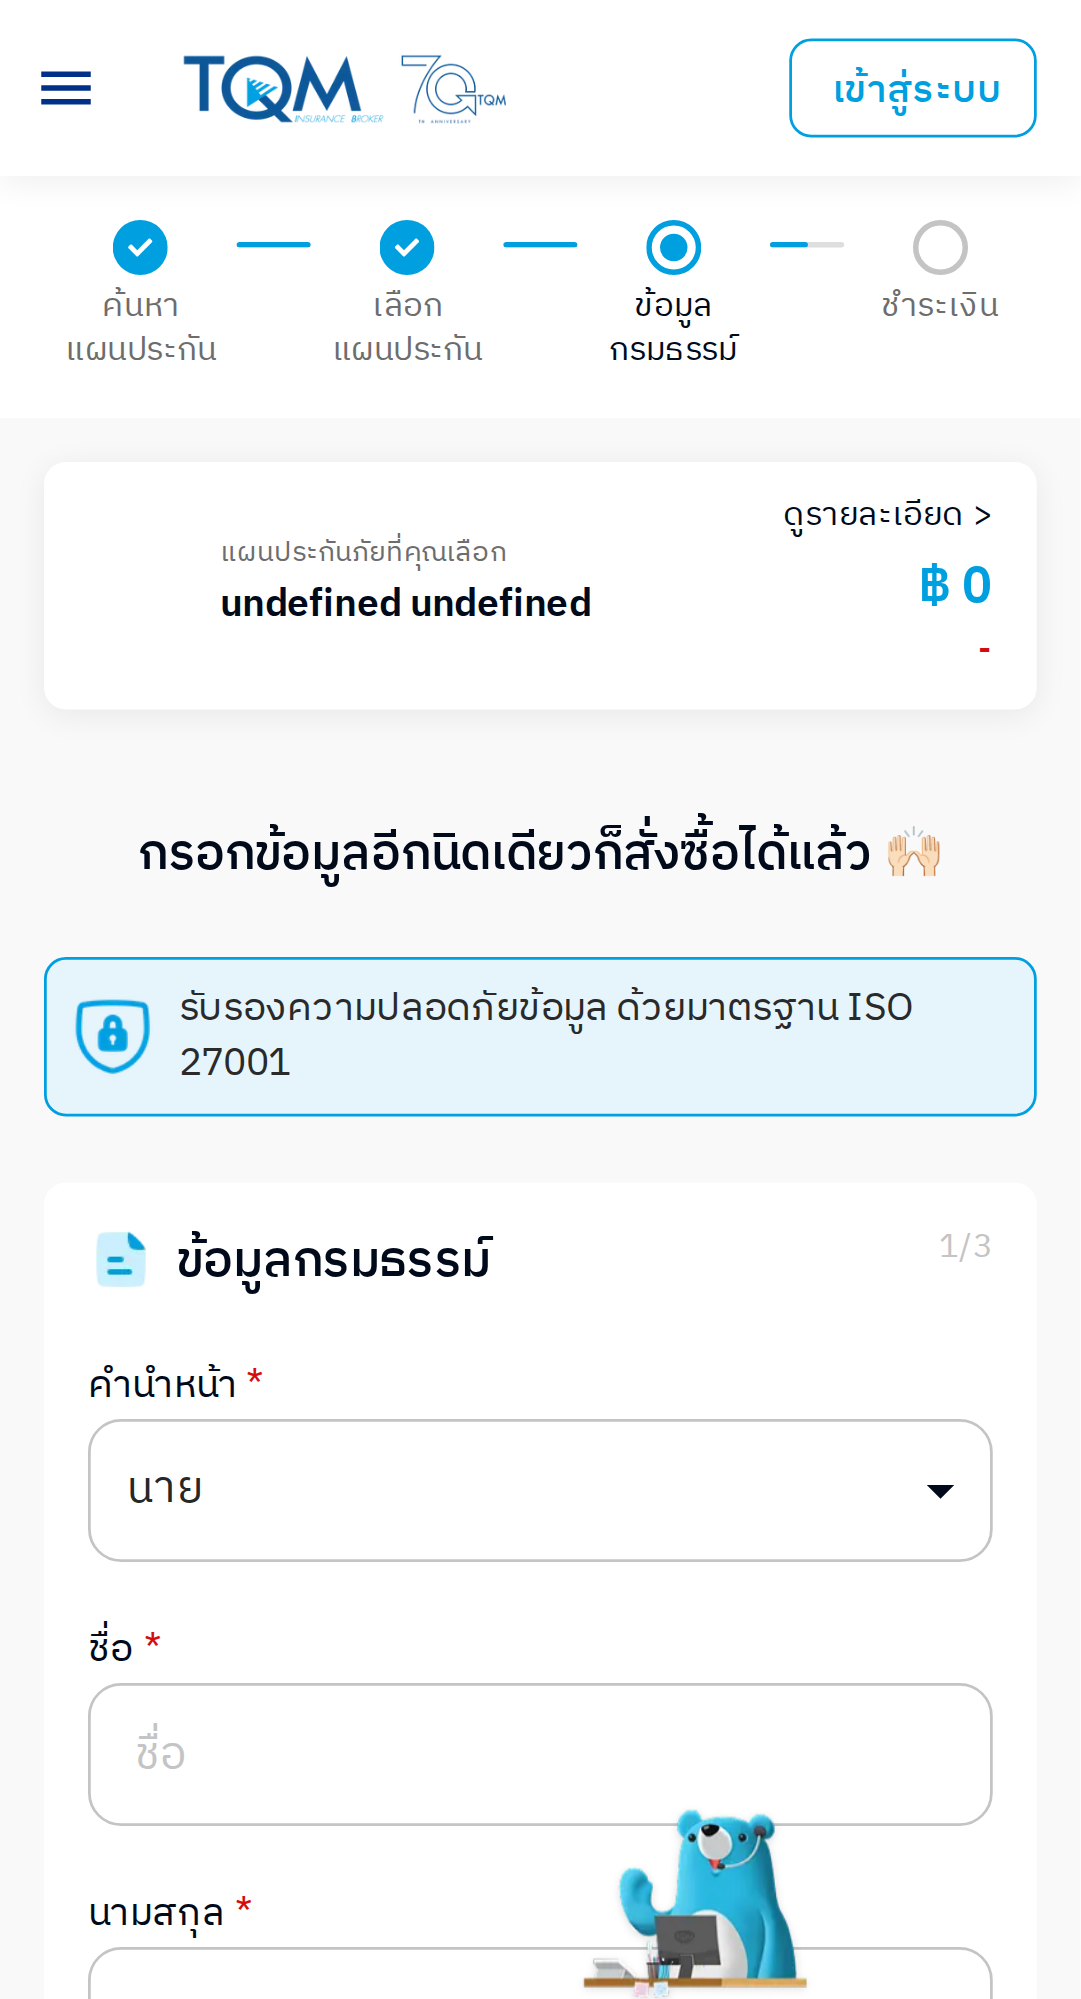 TQM
INSURANCE BROKER
70 TQM
TH ANNIVERSARY
เข้าสู่ระบบ
ค้นหา
แผนประกัน
เลือก
แผนประกัน
ข้อมูล
กรมธรรม์
ชำระเงิน
ดูรายละเอียด >
แผนประกันภัยที่คุณเลือก
undefined undefined
฿ 0
-
กรอกข้อมูลอีกนิดเดียวก็สั่งซื้อได้แล้ว 🙌🏻
รับรองความปลอดภัยข้อมูล ด้วยมาตรฐาน ISO
27001
ข้อมูลกรมธรรม์
1/3
คำนำหน้า *
นาย
ชื่อ *
ชื่อ
นามสกุล *